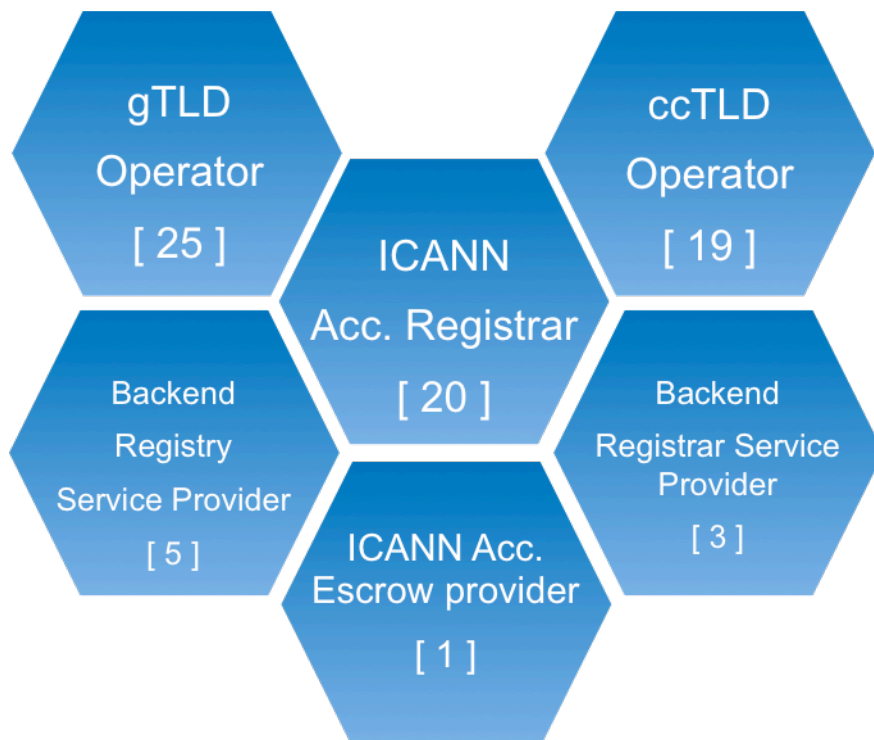 gTLD
Operator
[ 25 ]
ccTLD
Operator
[ 19 ]
ICANN
Acc. Registrar
[ 20 ]
Backend
Registry
Service Provider
[ 5 ]
Backend
Registrar Service
Provider
[ 3 ]
ICANN Acc.
Escrow provider
[ 1 ]